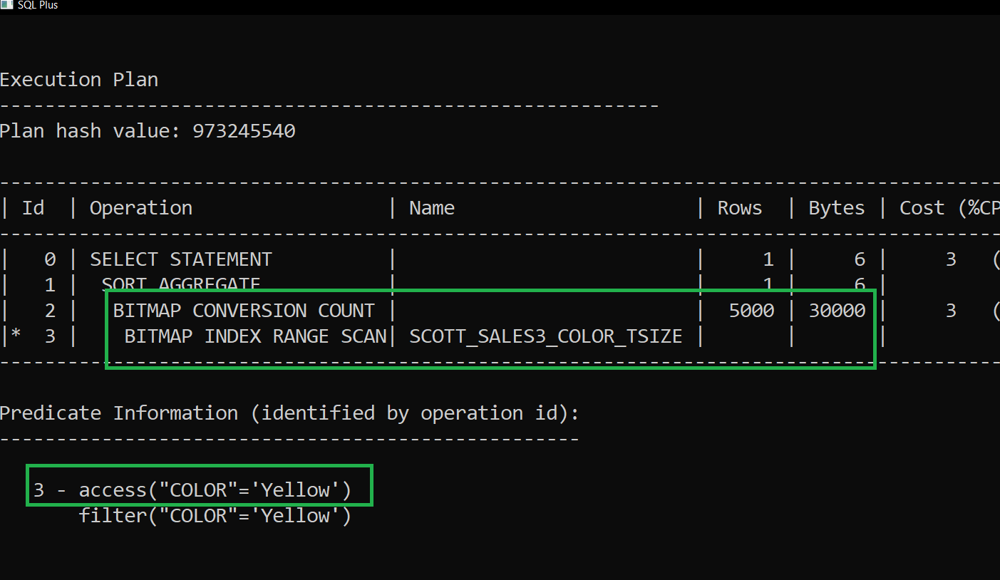 SQL Plus
Execution Plan
----------------------------------------------------------
Plan hash value: 973245540
----------------------------------------------------------------------------------------
| Id  | Operation                 | Name                     | Rows  | Bytes | Cost (%CP
----------------------------------------------------------------------------------------
|   0 | SELECT STATEMENT          |                          |     1 |     6 |     3   (
|   1 |  SORT AGGREGATE           |                          |     1 |     6 |
|   2 |   BITMAP CONVERSION COUNT |                          |  5000 | 30000 |     3   (
|*  3 |    BITMAP INDEX RANGE SCAN| SCOTT_SALES3_COLOR_TSIZE |       |       |
----------------------------------------------------------------------------------------
Predicate Information (identified by operation id):
---------------------------------------------------
3 - access("COLOR"='Yellow')
filter("COLOR"='Yellow')